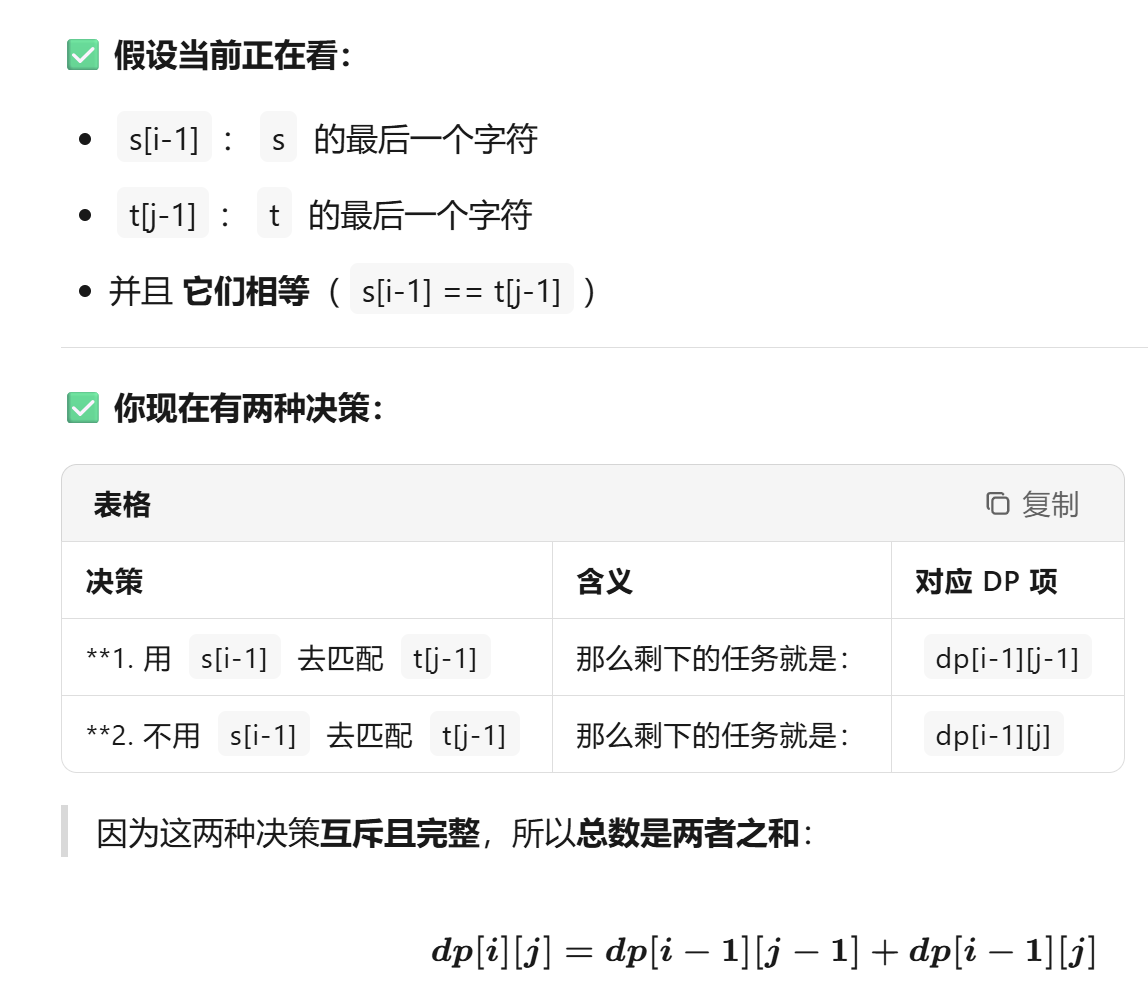 ✅ 假设当前正在看：
• s[i-1] ： s 的最后一个字符
• t[j-1] ： t 的最后一个字符
• 并且 它们相等（ s[i-1] == t[j-1] ）
✅ 你现在有两种决策：
表格 复制
决策 含义 对应 DP 项
**1. 用 s[i-1] 去匹配 t[j-1] 那么剩下的任务就是： dp[i-1][j-1]
**2. 不用 s[i-1] 去匹配 t[j-1] 那么剩下的任务就是： dp[i-1][j]
因为这两种决策互斥且完整，所以总数是两者之和：
dp[i][j] = dp[i − 1][j − 1] + dp[i − 1][j]